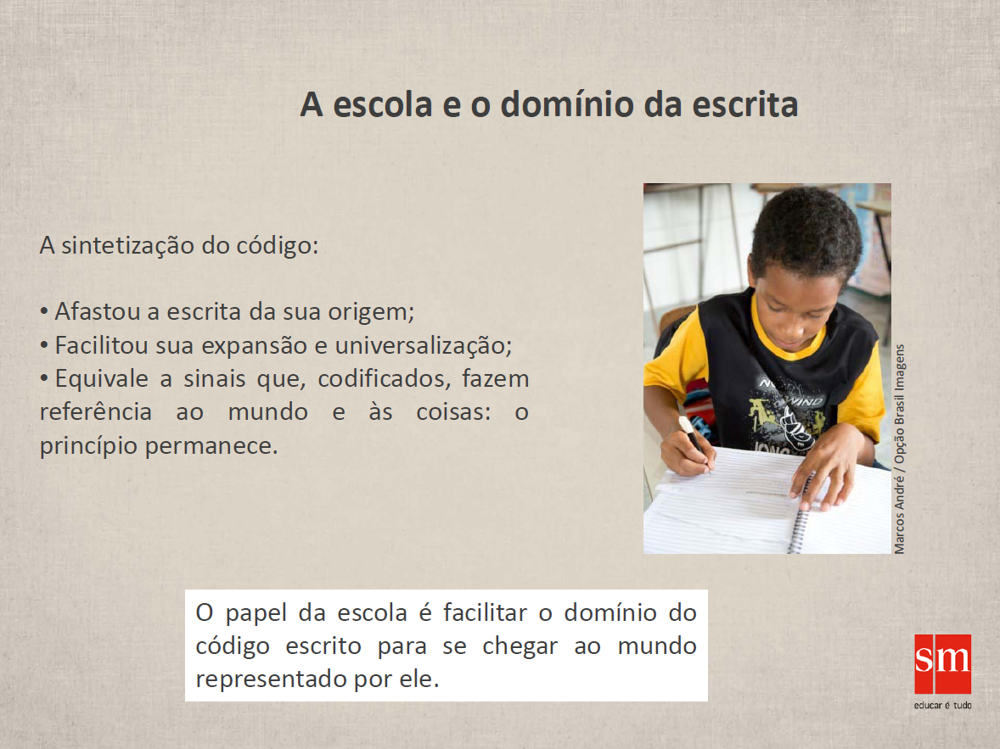 A escola e o domínio da escrita
A sintetização do código:
• Afastou a escrita da sua origem;
• Facilitou sua expansão e universalização;
• Equivale a sinais que, codificados, fazem
referência ao mundo e às coisas: o
princípio permanece.
NO
WIND
Marcos André / Opção Brasil Imagens
O papel da escola é facilitar o domínio do
código escrito para se chegar ao mundo
representado por ele.
sm
educar é tudo